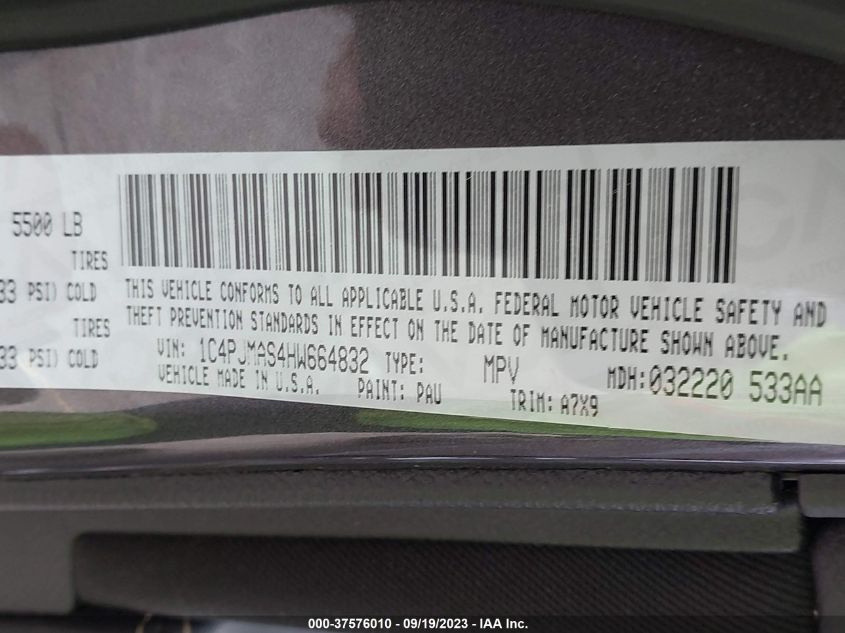 5500 LB
TIRES
33 PSI) COLD
TIRES
33 PSI) COLD
THIS VEHICLE CONFORMS TO ALL APPLICABLE U.S.A. FEDERAL MOTOR VEHICLE SAFETY AND
THEFT PREVENTION STANDARDS IN EFFECT ON THE DATE OF MANUFACTURE SHOWN ABOVE.
VIN: 1C4PJMAS4HW664832 TYPE: MPV MDH:032220 533AA
VEHICLE MADE IN U.S.A. PAINT: PAU TRIM: A7X9
000-37576010 - 09/19/2023 - IAA Inc.